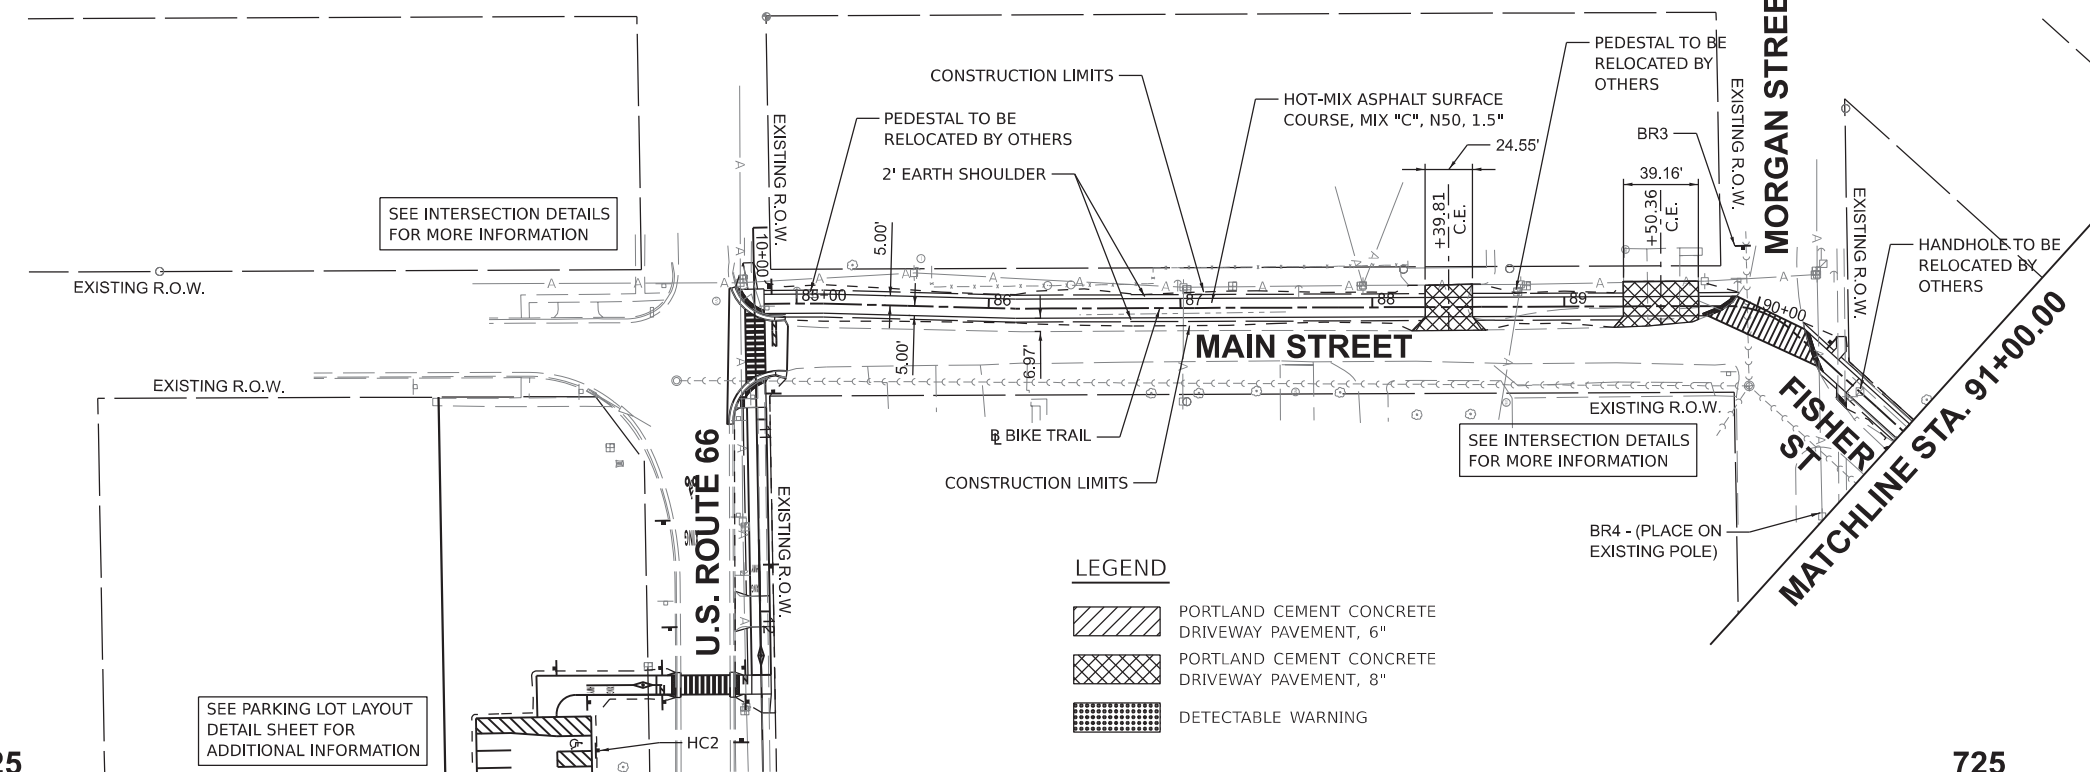 MORGAN STREE
PEDESTAL TO BE
RELOCATED BY
OTHERS
CONSTRUCTION LIMITS
HOT-MIX ASPHALT SURFACE
COURSE, MIX "C", N50, 1.5"
PEDESTAL TO BE
RELOCATED BY OTHERS
24.55'
BR3
EXISTING R.O.W.
EXISTING R.O.W.
2' EARTH SHOULDER
39.16'
SEE INTERSECTION DETAILS
FOR MORE INFORMATION
+39.81
C.E.
+50.36
C.E.
EXISTING R.O.W.
10+00
5.00'
HANDHOLE TO BE
RELOCATED BY
OTHERS
EXISTING R.O.W.
85+00
86
87
88
89
90+00
MAIN STREET
5.00'
6.97'
EXISTING R.O.W.
EXISTING R.O.W.
FISHER
ST
MATCHLINE STA. 91+00.00
11
B BIKE TRAIL
L
SEE INTERSECTION DETAILS
FOR MORE INFORMATION
CONSTRUCTION LIMITS
U.S. ROUTE 66
EXISTING R.O.W.
BR4 - (PLACE ON
EXISTING POLE)
12
LEGEND
PORTLAND CEMENT CONCRETE
DRIVEWAY PAVEMENT, 6"
PORTLAND CEMENT CONCRETE
DRIVEWAY PAVEMENT, 8"
DETECTABLE WARNING
SEE PARKING LOT LAYOUT
DETAIL SHEET FOR
ADDITIONAL INFORMATION
HC2
25
725